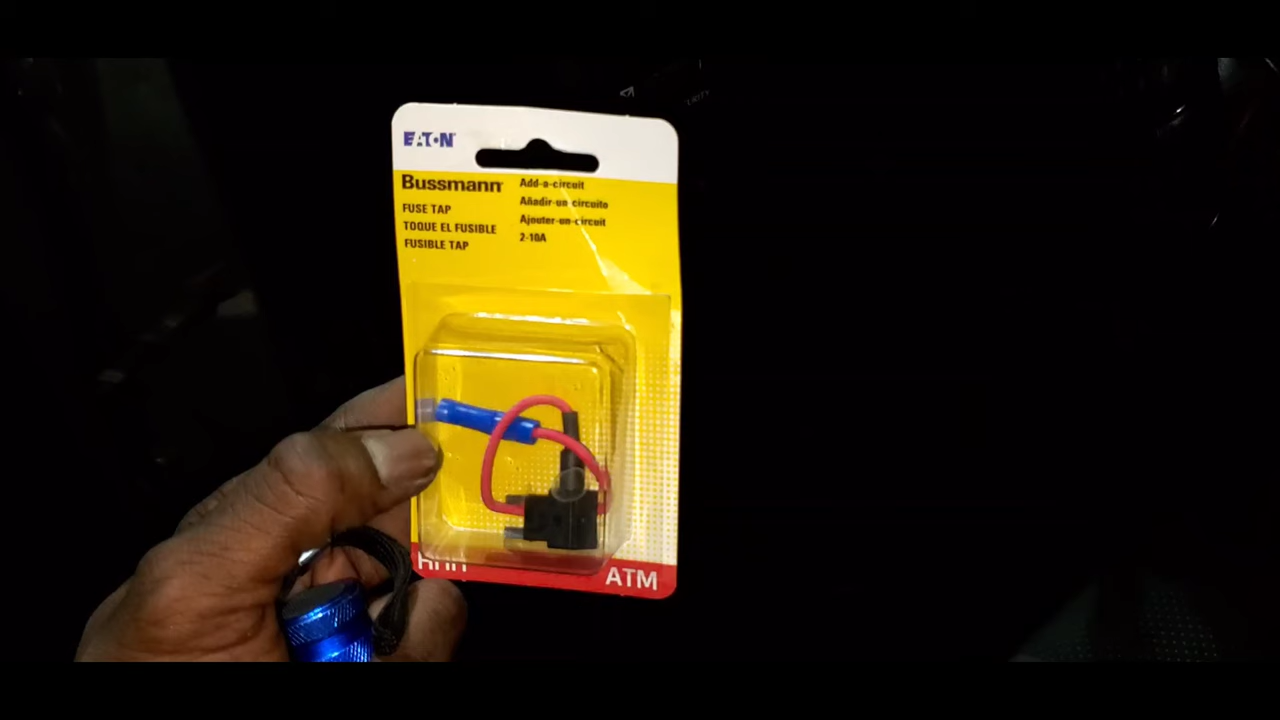 EATON
Bussmann
FUSE TAP
TOQUE EL FUSIBLE
FUSIBLE TAP
Add-a-circuit
Añadir-un-circuito
Ajouter-un-circuit
2-10A
ATM